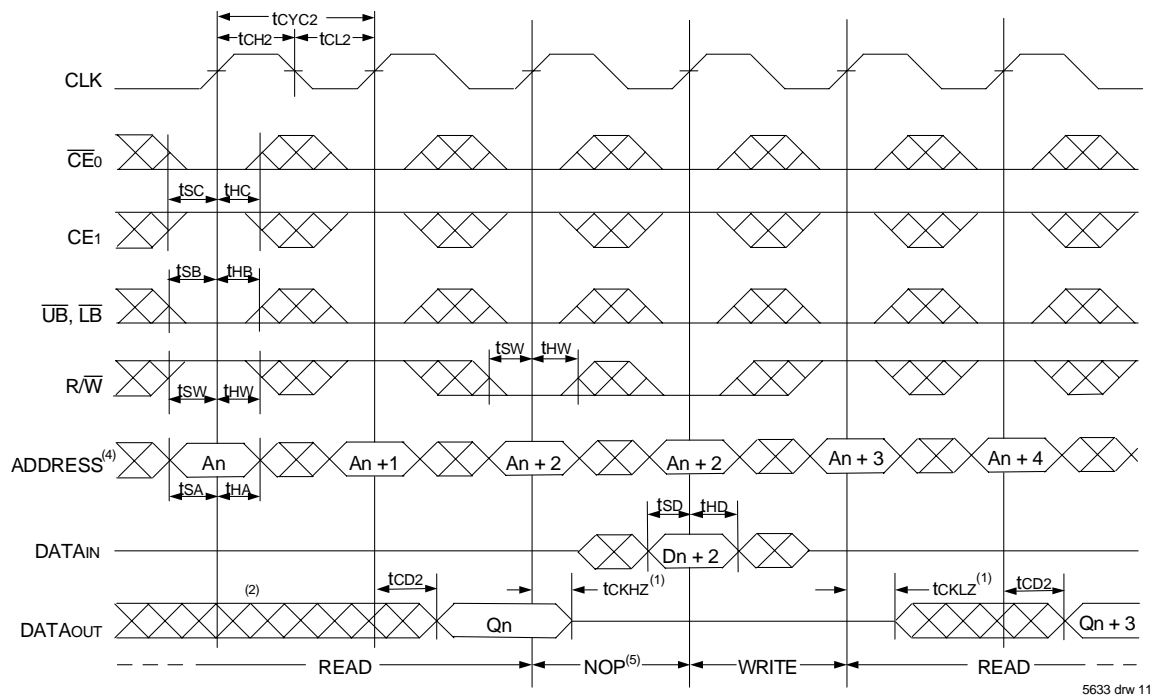 tCYC2
tCH2 tCL2
CLK
CE0
tSC tHC
CE1
tSB tHB
UB, LB
tSW tHW
R/W
tSW tHW
ADDRESS(4) An An +1 An + 2 An + 2 An + 3 An + 4
tSA tHA
tSD tHD
DATAIN Dn + 2
(2) tCD2 tCKHZ(1) tCKLZ(1) tCD2
DATAOUT Qn Qn + 3
READ NOP(5) WRITE READ
5633 drw 11